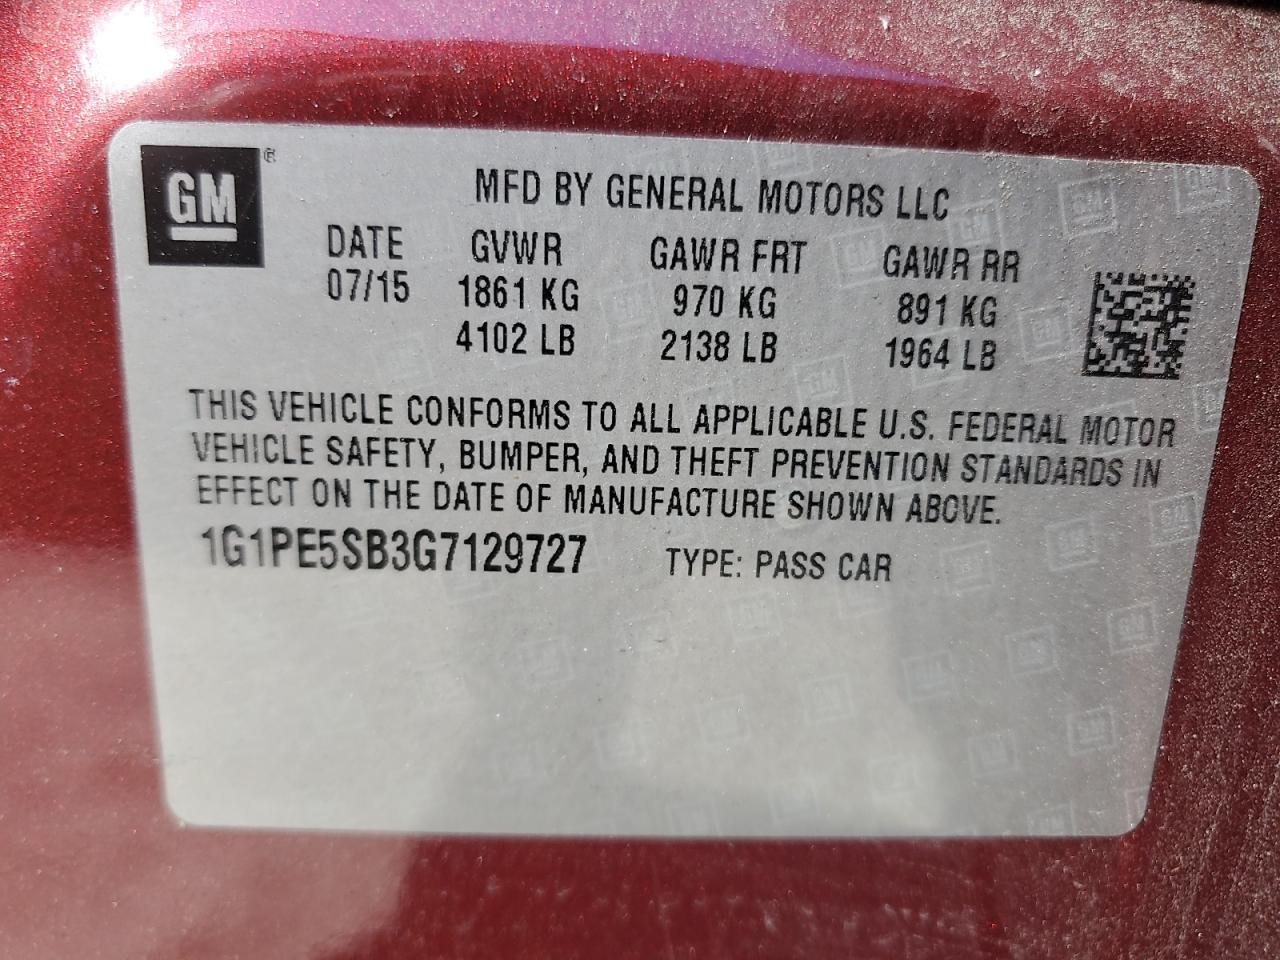 GM ®
MFD BY GENERAL MOTORS LLC
DATE GVWR GAWR FRT GAWR RR
07/15 1861 KG 970 KG 891 KG
4102 LB 2138 LB 1964 LB
THIS VEHICLE CONFORMS TO ALL APPLICABLE U.S. FEDERAL MOTOR
VEHICLE SAFETY, BUMPER, AND THEFT PREVENTION STANDARDS IN
EFFECT ON THE DATE OF MANUFACTURE SHOWN ABOVE.
1G1PE5SB3G7129727 TYPE: PASS CAR